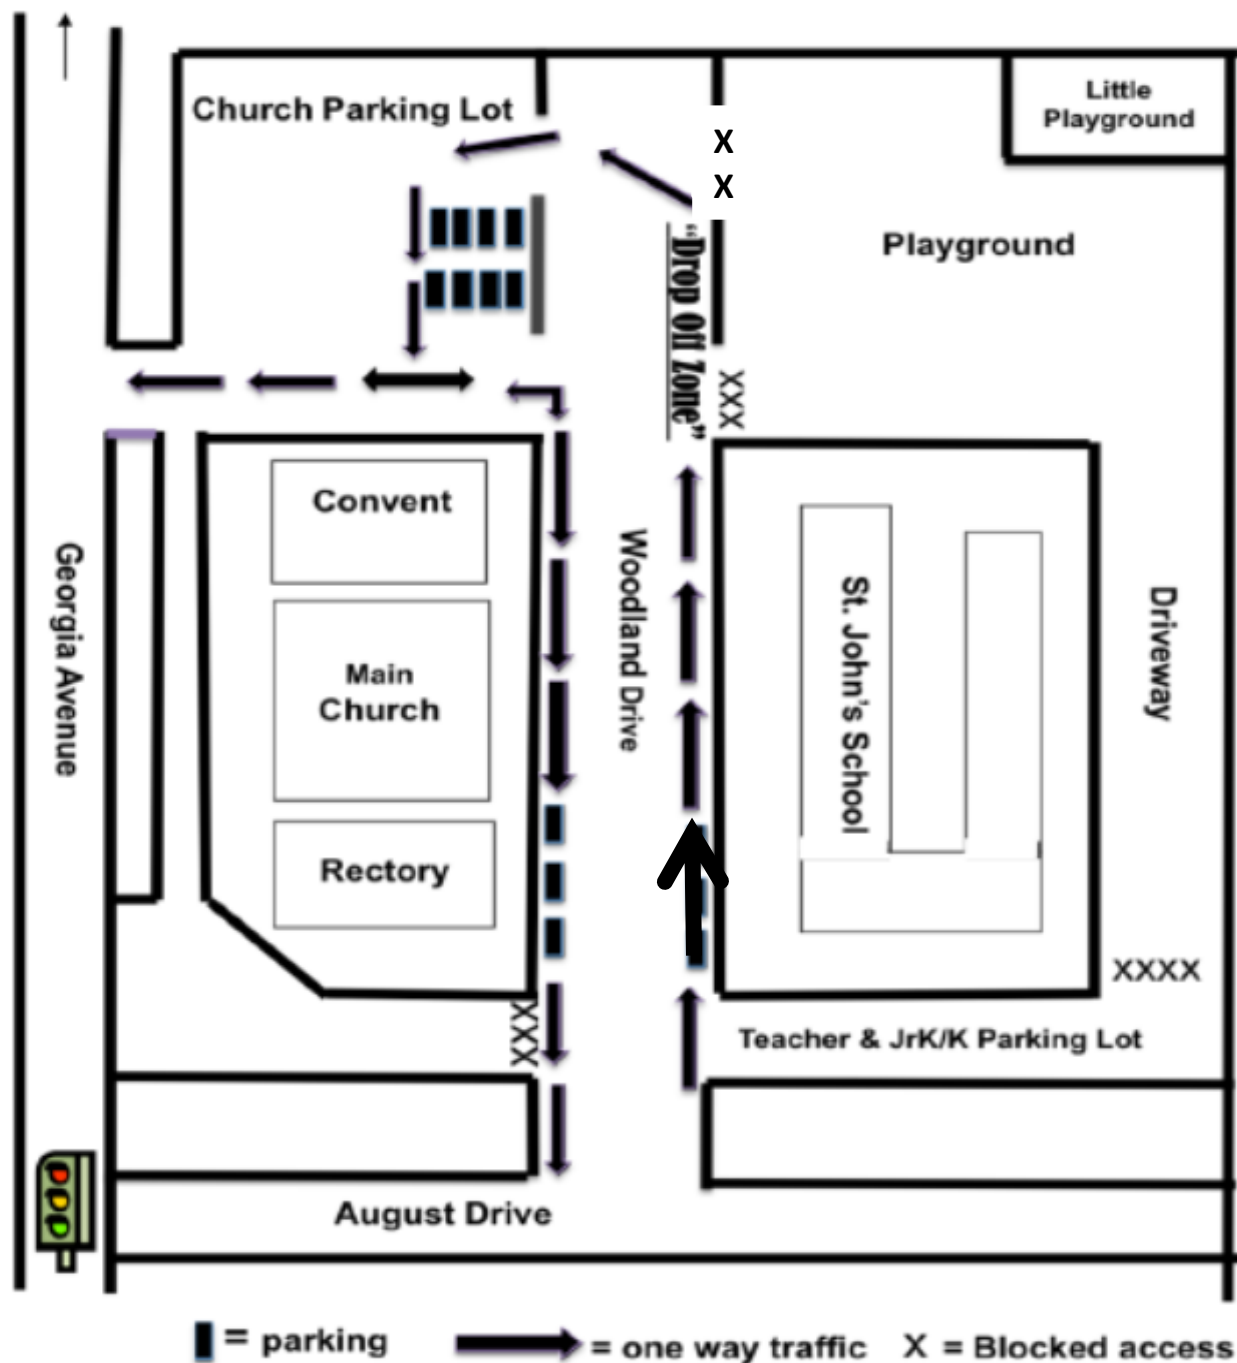 Church Parking Lot
Little
Playground
X
X
Playground
“Drop Off Zone”
XXX
Convent
Main
Church
Rectory
Georgia Avenue
Woodland Drive
St. John's School
Driveway
XXXX
XXX
Teacher & JrK/K Parking Lot
August Drive
= parking
= one way traffic
X = Blocked access